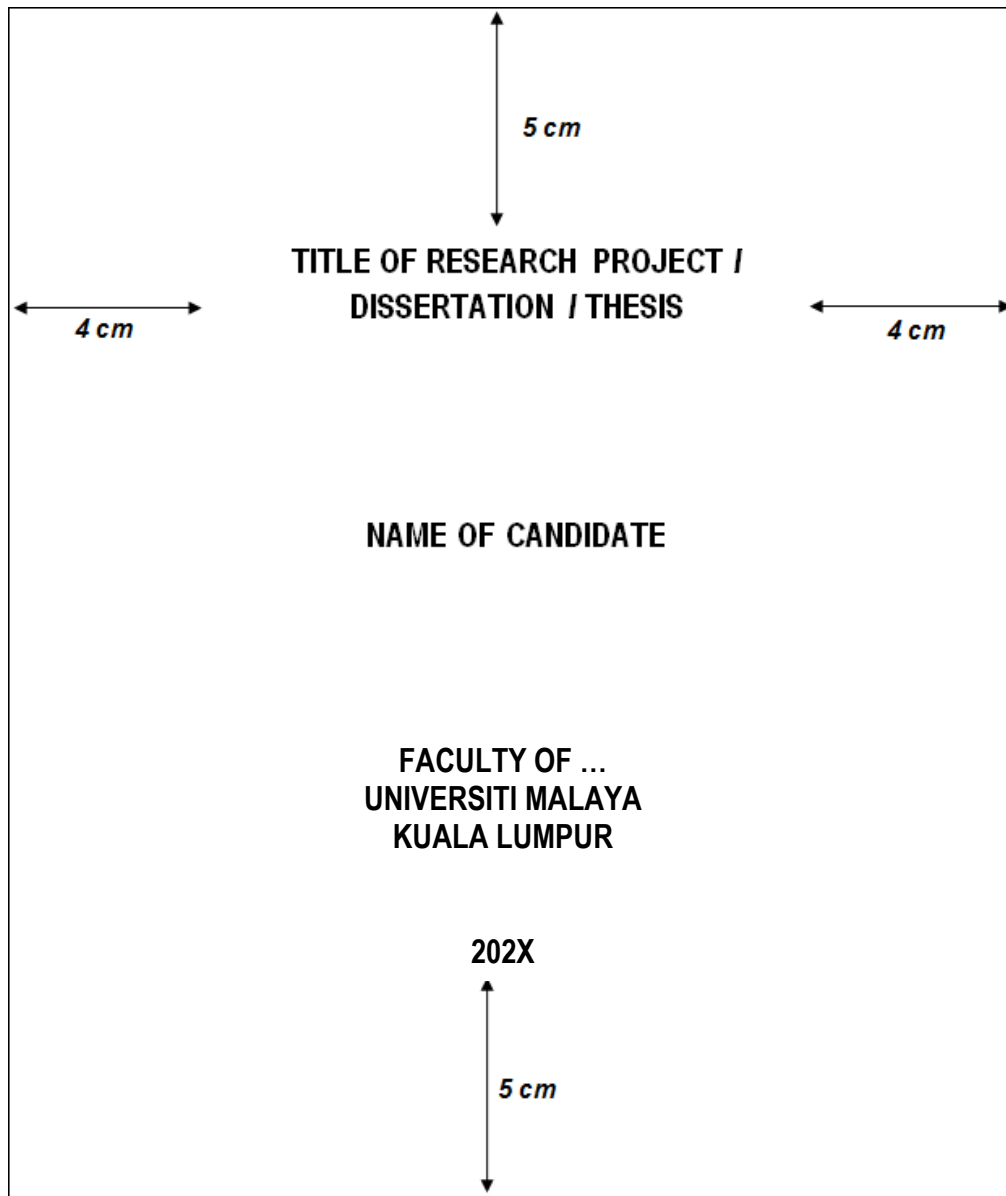 5 cm
TITLE OF RESEARCH PROJECT /
DISSERTATION / THESIS
4 cm
4 cm
NAME OF CANDIDATE
FACULTY OF ...
UNIVERSITI MALAYA
KUALA LUMPUR
202X
5 cm